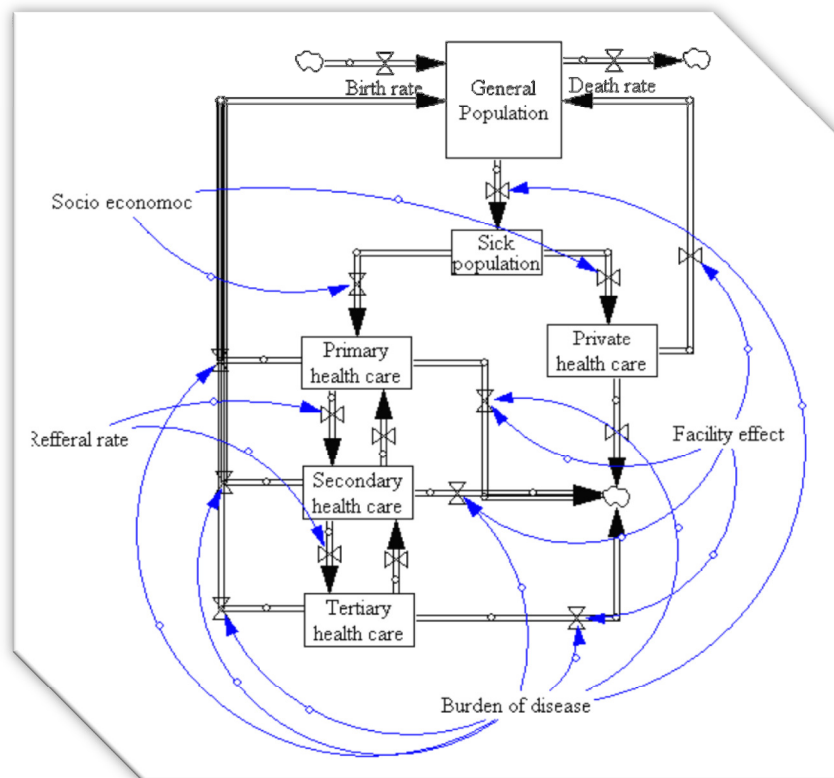 General
Population
Birth rate
Death rate
Socio economoc
Sick
population
Primary
health care
Private
health care
Refferal rate
Facility effect
Secondary
health care
Tertiary
health care
Burden of disease